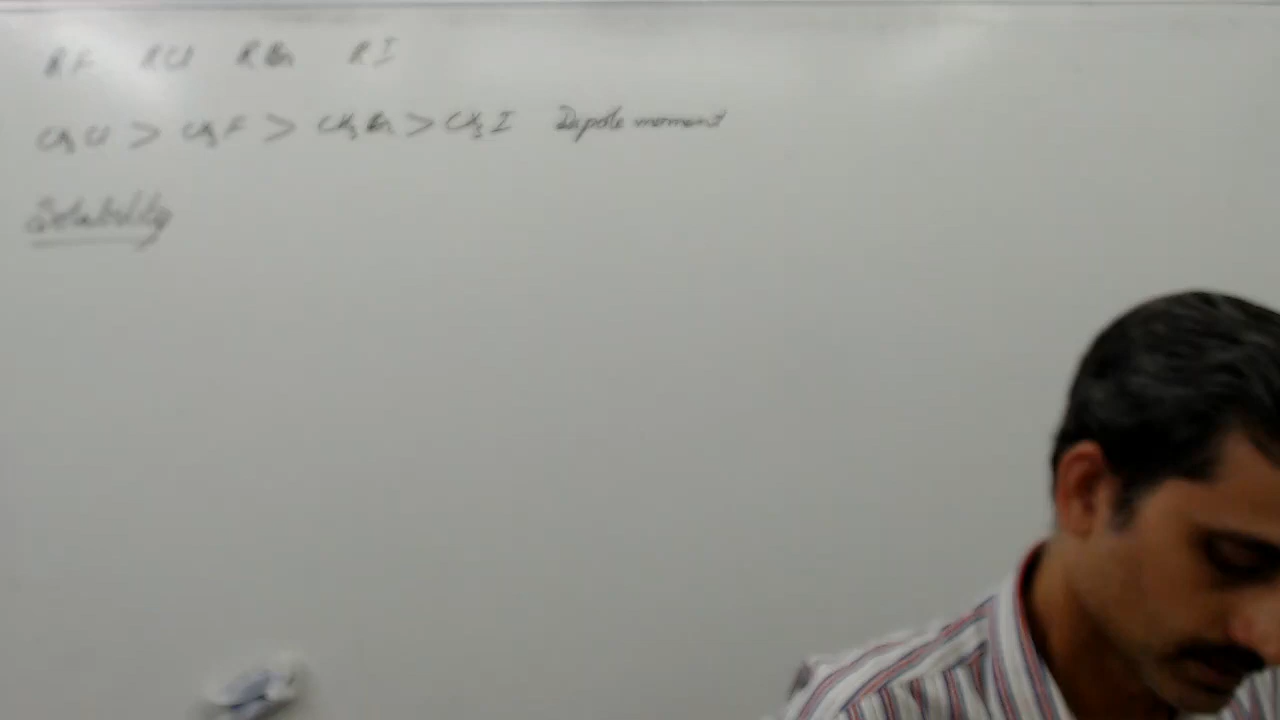 RF RCl RBr RI
CH3Cl > CH3F > CH3Br > CH3I Dipole moment
Solubility